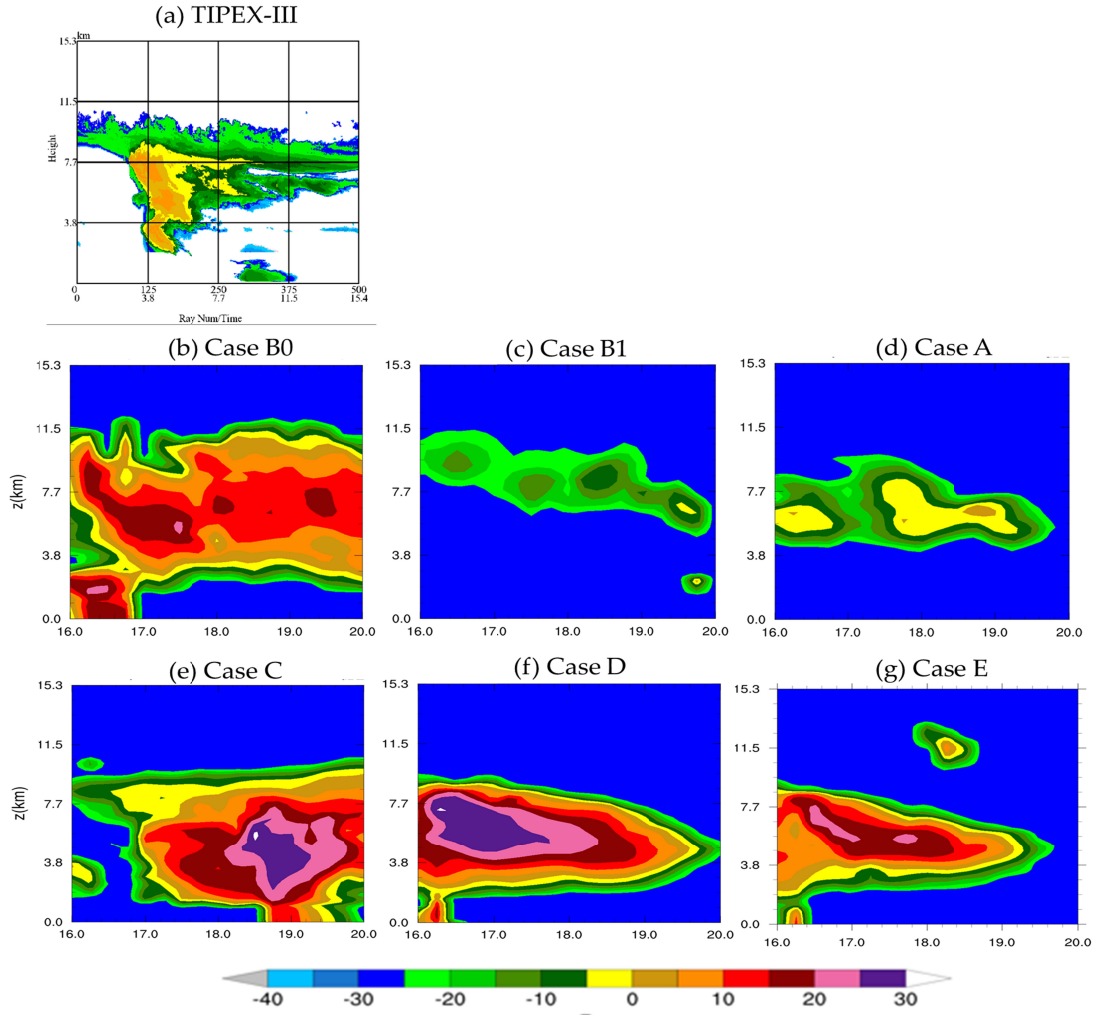 (a) TIPEX-III
15.3 km
11.5
Height
7.7
3.8
0 125 250 375 500
0 3.8 7.7 11.5 15.4
Ray Num/Time
(b) Case B0 (c) Case B1 (d) Case A
15.3 15.3 15.3
11.5 11.5 11.5
z(km) 7.7 7.7 7.7
3.8 3.8 3.8
0.0 0.0 0.0
16.0 17.0 18.0 19.0 20.0 16.0 17.0 18.0 19.0 20.0 16.0 17.0 18.0 19.0 20.0
(e) Case C (f) Case D (g) Case E
15.3 15.3 15.3
11.5 11.5 11.5
z(km) 7.7 7.7 7.7
3.8 3.8 3.8
0.0 0.0 0.0
16.0 17.0 18.0 19.0 20.0 16.0 17.0 18.0 19.0 20.0 16.0 17.0 18.0 19.0 20.0
-40 -30 -20 -10 0 10 20 30